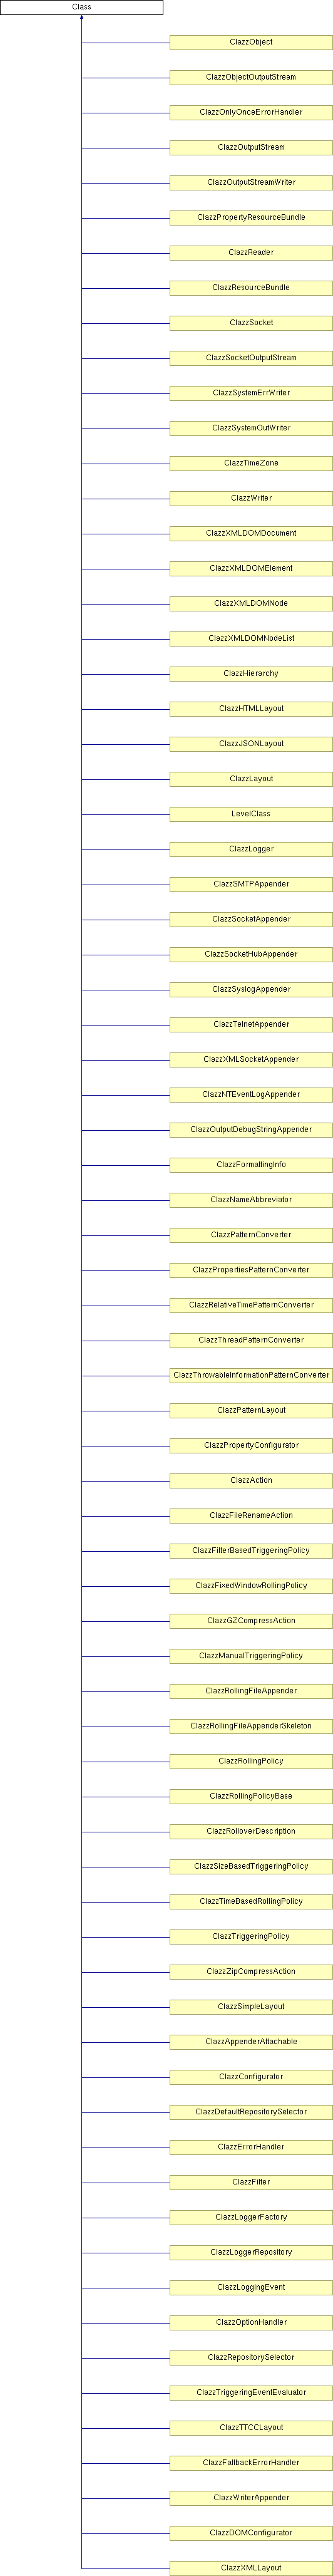 Class
ClazzObject
ClazzObjectOutputStream
ClazzOnlyOnceErrorHandler
ClazzOutputStream
ClazzOutputStreamWriter
ClazzPropertyResourceBundle
ClazzReader
ClazzResourceBundle
ClazzSocket
ClazzSocketOutputStream
ClazzSystemErrWriter
ClazzSystemOutWriter
ClazzTimeZone
ClazzWriter
ClazzXMLDOMDocument
ClazzXMLDOMElement
ClazzXMLDOMNode
ClazzXMLDOMNodeList
ClazzHierarchy
ClazzHTMLLayout
ClazzJSONLayout
ClazzLayout
LevelClass
ClazzLogger
ClazzSMTPAppender
ClazzSocketAppender
ClazzSocketHubAppender
ClazzSyslogAppender
ClazzTelnetAppender
ClazzXMLSocketAppender
ClazzNTEventLogAppender
ClazzOutputDebugStringAppender
ClazzFormattingInfo
ClazzNameAbbreviator
ClazzPatternConverter
ClazzPropertiesPatternConverter
ClazzRelativeTimePatternConverter
ClazzThreadPatternConverter
ClazzThrowableInformationPatternConverter
ClazzPatternLayout
ClazzPropertyConfigurator
ClazzAction
ClazzFileRenameAction
ClazzFilterBasedTriggeringPolicy
ClazzFixedWindowRollingPolicy
ClazzGZCompressAction
ClazzManualTriggeringPolicy
ClazzRollingFileAppender
ClazzRollingFileAppenderSkeleton
ClazzRollingPolicy
ClazzRollingPolicyBase
ClazzRolloverDescription
ClazzSizeBasedTriggeringPolicy
ClazzTimeBasedRollingPolicy
ClazzTriggeringPolicy
ClazzZipCompressAction
ClazzSimpleLayout
ClazzAppenderAttachable
ClazzConfigurator
ClazzDefaultRepositorySelector
ClazzErrorHandler
ClazzFilter
ClazzLoggerFactory
ClazzLoggerRepository
ClazzLoggingEvent
ClazzOptionHandler
ClazzRepositorySelector
ClazzTriggeringEventEvaluator
ClazzTTCCLayout
ClazzFallbackErrorHandler
ClazzWriterAppender
ClazzDOMConfigurator
ClazzXMLLayout